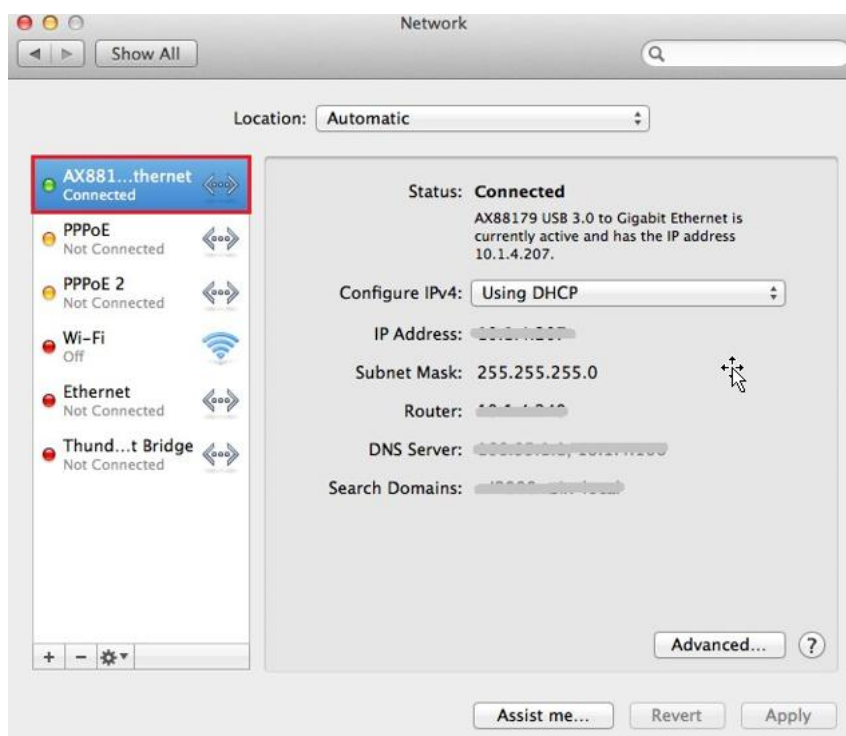 Network
Show All
Location: Automatic
AX881...thernet
Connected
PPPoE
Not Connected
PPPoE 2
Not Connected
Wi-Fi
Off
Ethernet
Not Connected
Thund...t Bridge
Not Connected
Status: Connected
AX88179 USB 3.0 to Gigabit Ethernet is
currently active and has the IP address
10.1.4.207.
Configure IPv4: Using DHCP
IP Address:
Subnet Mask: 255.255.255.0
Router:
DNS Server:
Search Domains:
Advanced... ?
Assist me... Revert Apply